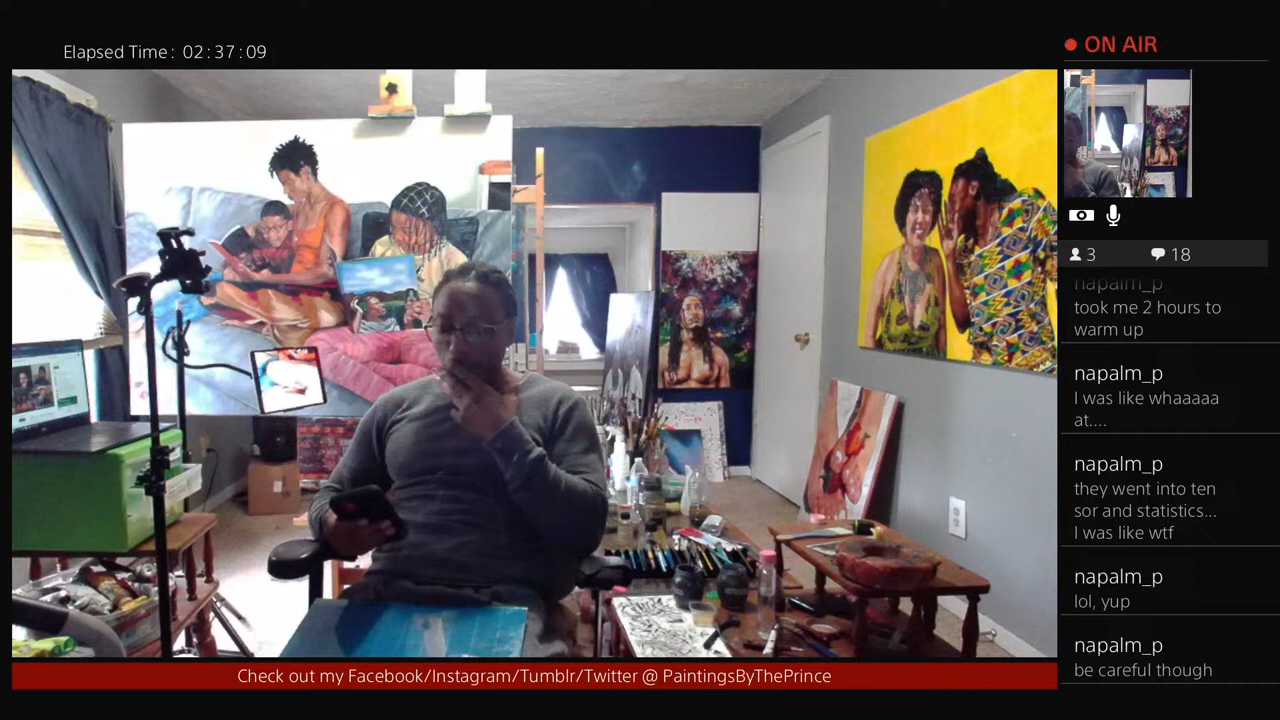 Elapsed Time: 02:37:09
ON AIR
3
18
napalm_p
took me 2 hours to
warm up
napalm_p
I was like whaaaaa
at....
napalm_p
they went into ten
sor and statistics...
I was like wtf
napalm_p
lol, yup
napalm_p
be careful though
Check out my Facebook/Instagram/Tumblr/Twitter @ PaintingsByThePrince